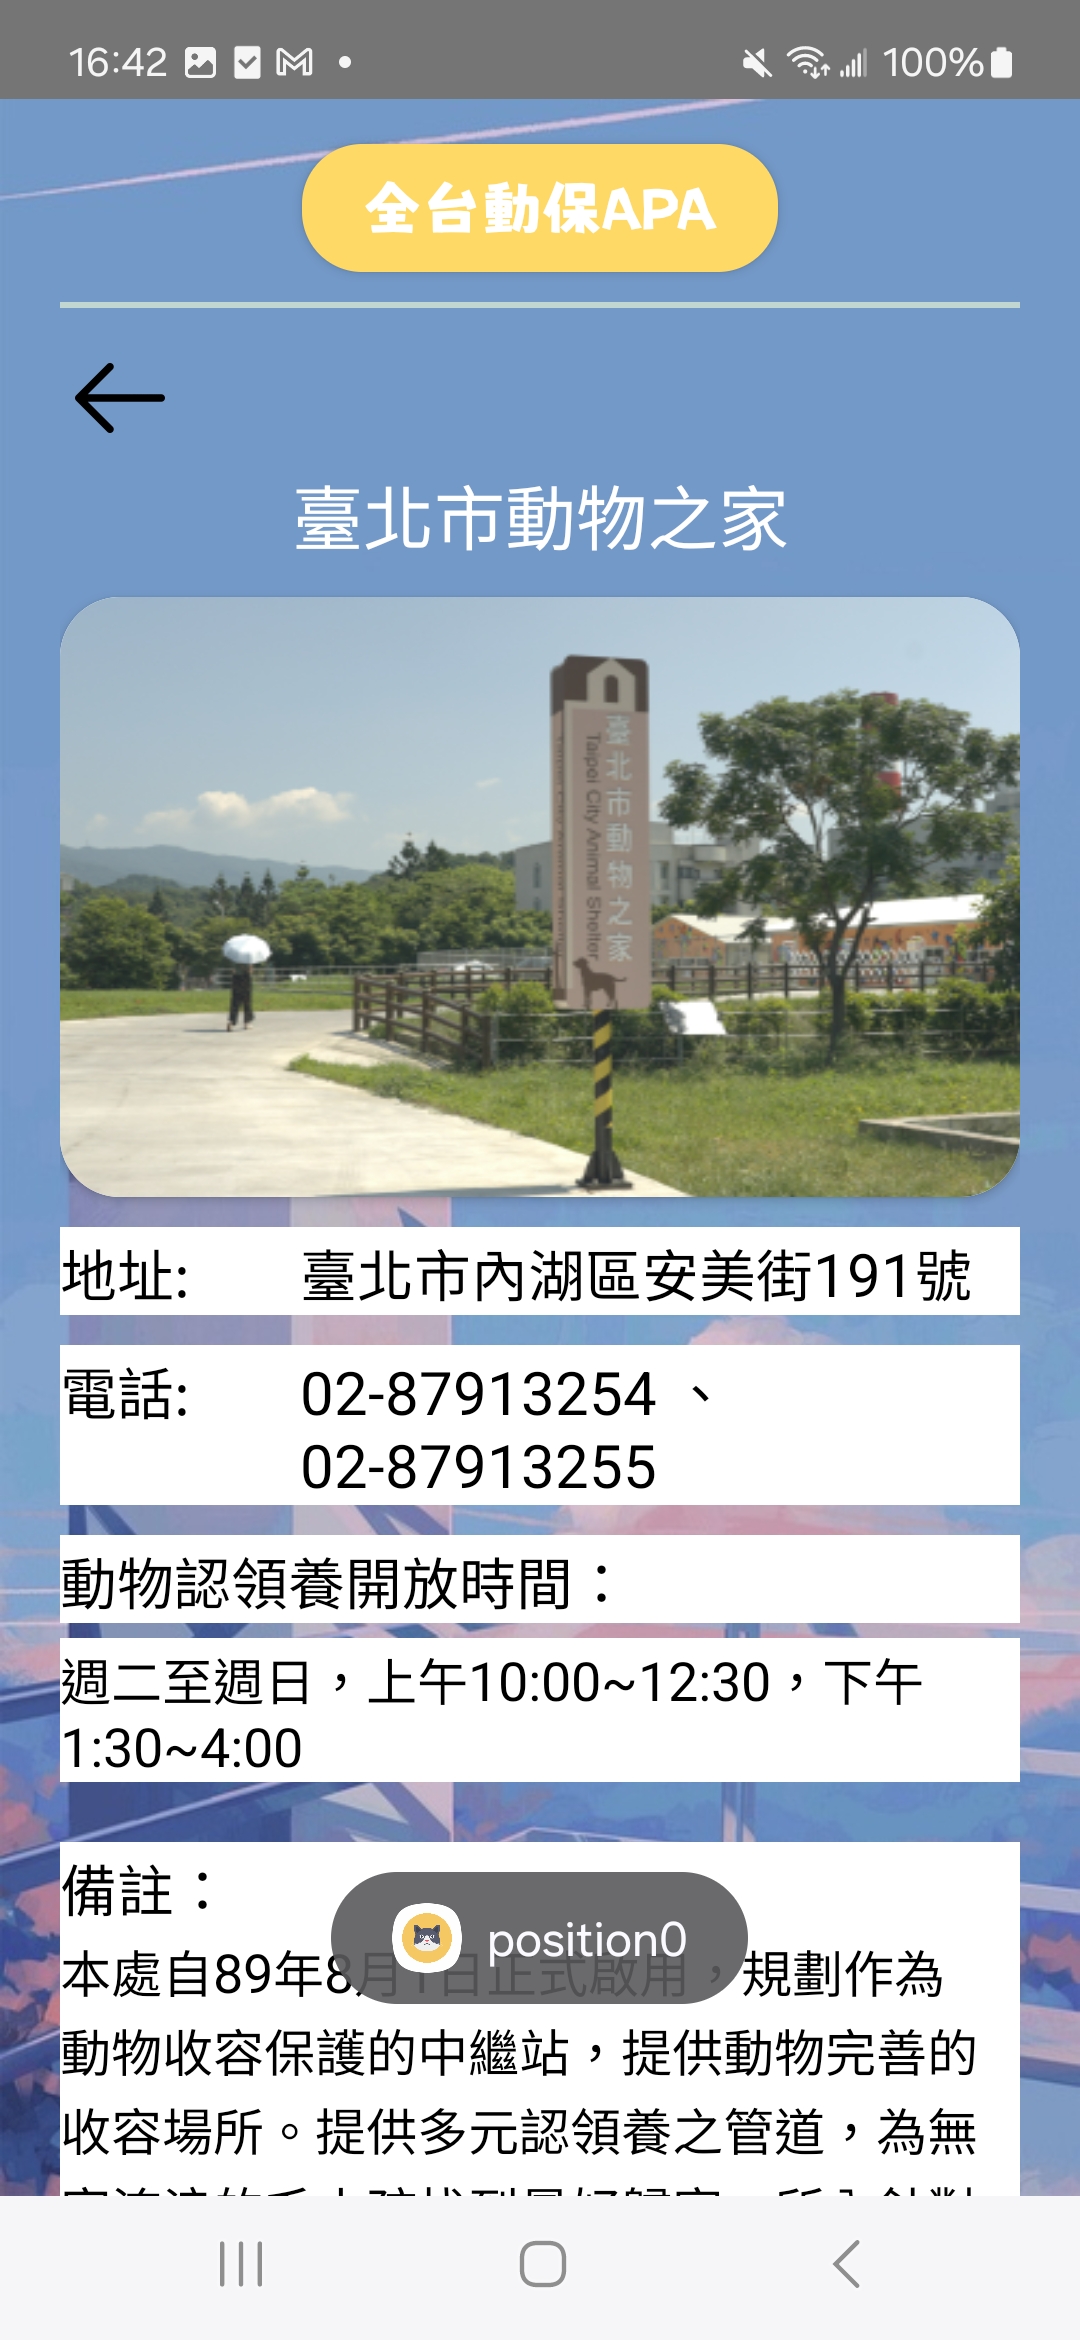 16:42
100%
全台動保APA
臺北市動物之家
臺北市動物之家
Taipei City Animal Shelter
地址: 臺北市內湖區安美街191號
電話: 02-87913254 、
02-87913255
動物認領養開放時間：
週二至週日，上午10:00~12:30，下午
1:30~4:00
備註：
position0
本處自89年8月1日正式啟用，規劃作為
動物收容保護的中繼站，提供動物完善的
收容場所。提供多元認領養之管道，為無